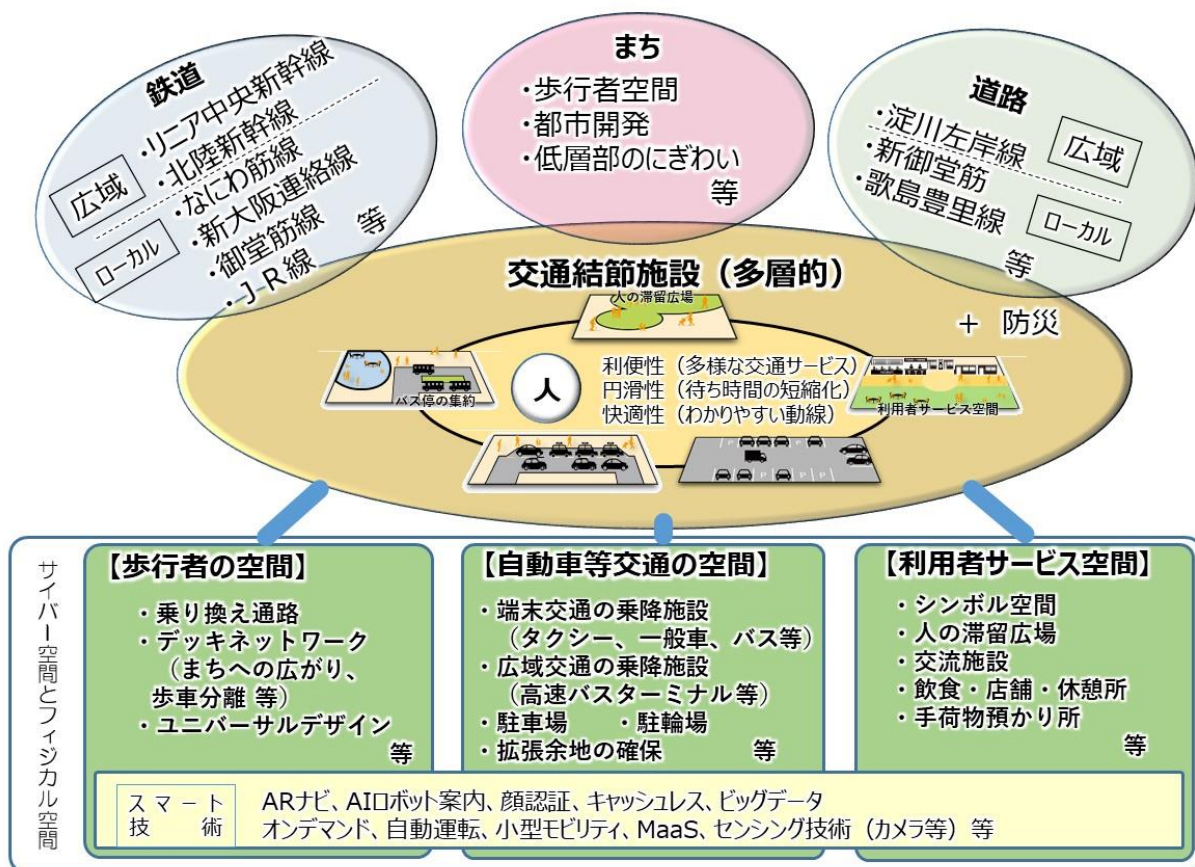 鉄道
広域
・リニア中央新幹線
・北陸新幹線
・なにわ筋線
ローカル
・新大阪連絡線
・御堂筋線
・JR線
等
まち
・歩行者空間
・都市開発
・低層部のにぎわい
等
道路
・淀川左岸線
広域
・新御堂筋
・歌島豊里線
ローカル
等
交通結節施設（多層的）
人の滞留広場
＋ 防災
バス停の集約
人
利便性（多様な交通サービス）
円滑性（待ち時間の短縮化）
快適性（わかりやすい動線）
利用者サービス空間
P P P P
サイバー空間とフィジカル空間
【歩行者の空間】
・乗り換え通路
・デッキネットワーク
（まちへの広がり、
歩車分離 等）
・ユニバーサルデザイン
等
【自動車等交通の空間】
・端末交通の乗降施設
（タクシー、一般車、バス等）
・広域交通の乗降施設
（高速バスターミナル等）
・駐車場 ・駐輪場
・拡張余地の確保 等
【利用者サービス空間】
・シンボル空間
・人の滞留広場
・交流施設
・飲食・店舗・休憩所
・手荷物預かり所
等
スマート
技術
ARナビ、AIロボット案内、顔認証、キャッシュレス、ビッグデータ
オンデマンド、自動運転、小型モビリティ、MaaS、センシング技術（カメラ等）等